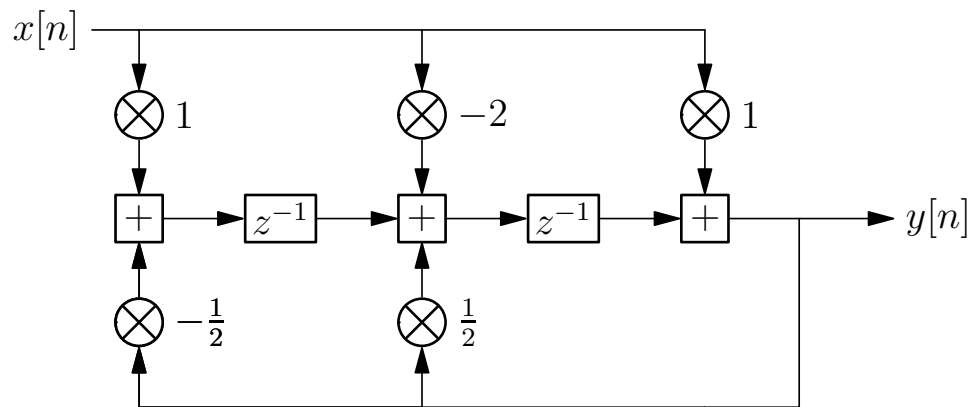 x[n]
1
−2
1
+
z⁻¹
+
z⁻¹
+
y[n]
−1/2
1/2